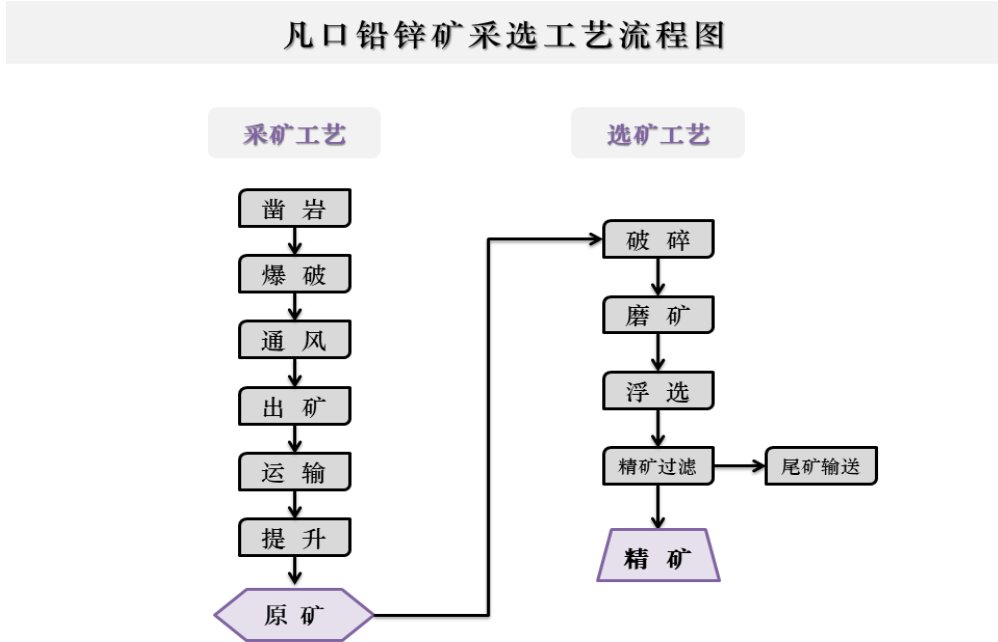 凡口铅锌矿采选工艺流程图
采矿工艺
凿 岩
爆 破
通 风
出 矿
运 输
提 升
原 矿
选矿工艺
破 碎
磨 矿
浮 选
精矿过滤
尾矿输送
精 矿